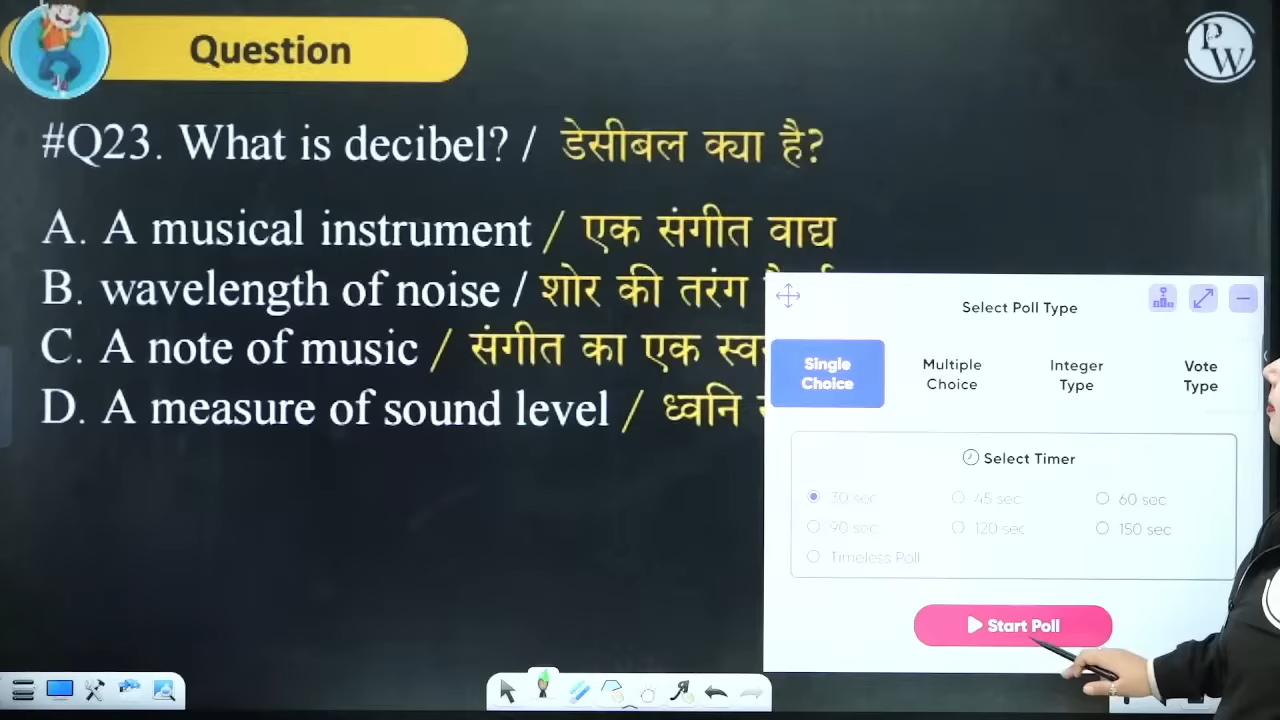 Question
PW
#Q23. What is decibel? / डेसीबल क्या है?
A. A musical instrument / एक संगीत वाद्य
B. wavelength of noise / शोर की तरंग
C. A note of music / संगीत का एक
D. A measure of sound level / ध्वनि
Select Poll Type
Single Choice
Multiple Choice
Integer Type
Vote Type
Select Timer
30 sec
45 sec
60 sec
90 sec
120 sec
150 sec
Timeless Poll
Start Poll